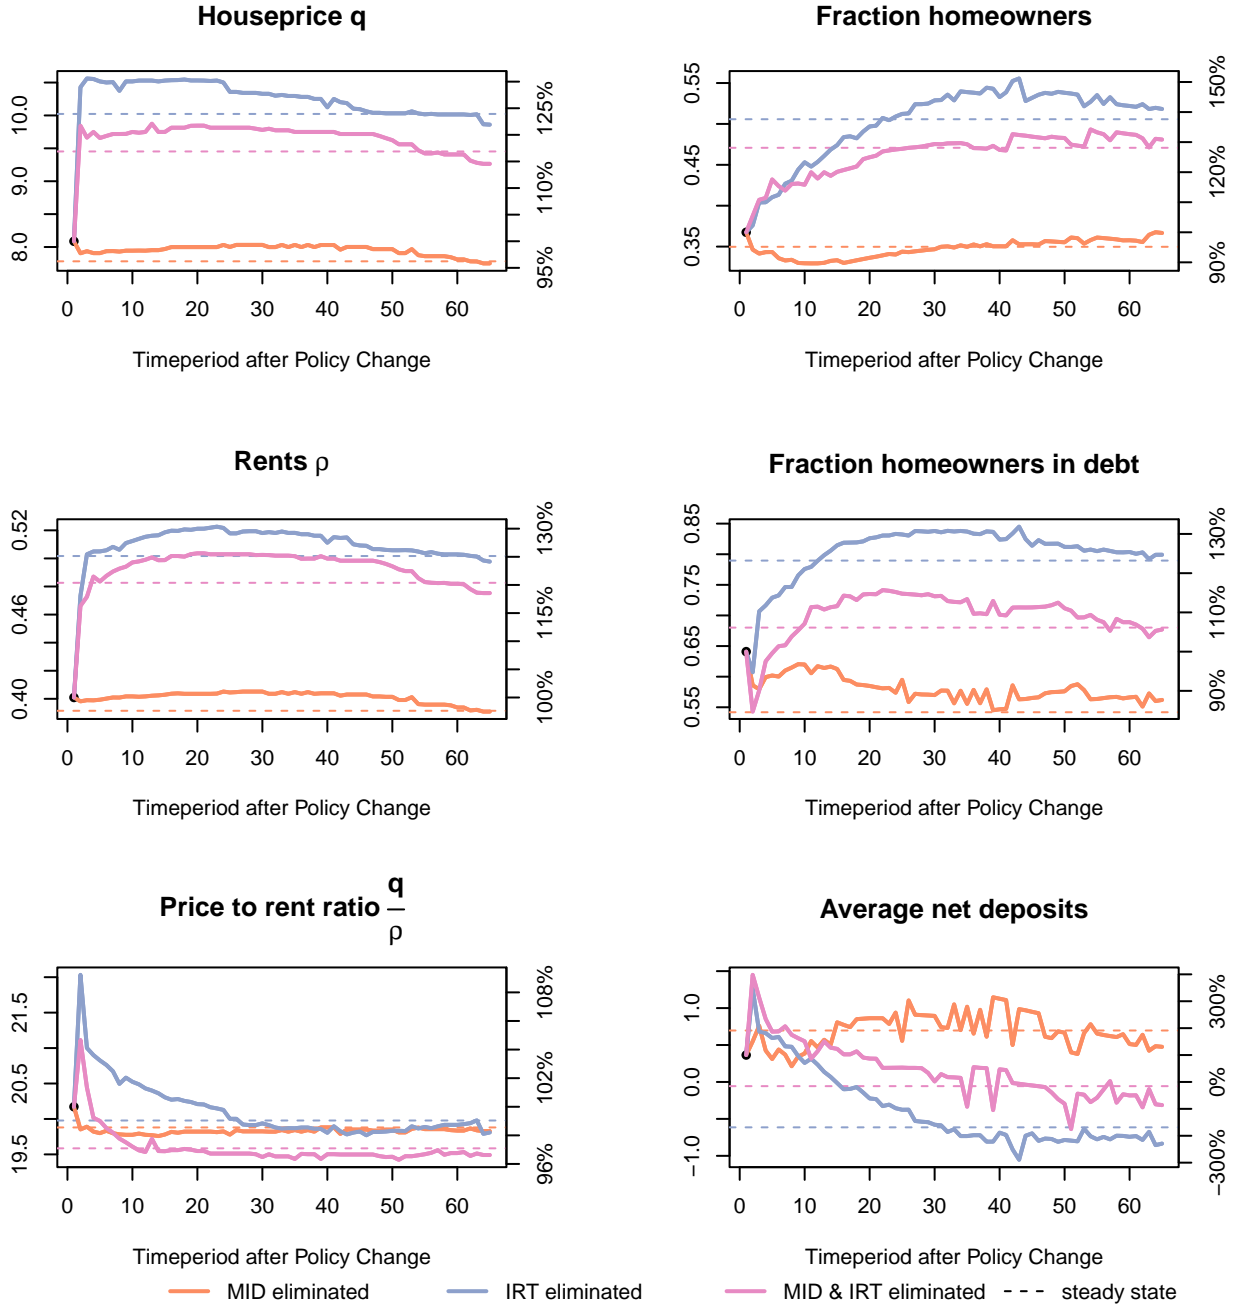 Houseprice q
8.0 9.0 10.0
95% 110% 125%
0 10 20 30 40 50 60
Timeperiod after Policy Change
Fraction homeowners
0.35 0.45 0.55
90% 120% 150%
0 10 20 30 40 50 60
Timeperiod after Policy Change
Rents ρ
0.40 0.46 0.52
100% 115% 130%
0 10 20 30 40 50 60
Timeperiod after Policy Change
Fraction homeowners in debt
0.55 0.65 0.75 0.85
90% 110% 130%
0 10 20 30 40 50 60
Timeperiod after Policy Change
Price to rent ratio q/ρ
19.5 20.5 21.5
96% 102% 108%
0 10 20 30 40 50 60
Timeperiod after Policy Change
Average net deposits
−1.0 0.0 1.0
−300% 0% 300%
0 10 20 30 40 50 60
Timeperiod after Policy Change
MID eliminated IRT eliminated MID & IRT eliminated steady state